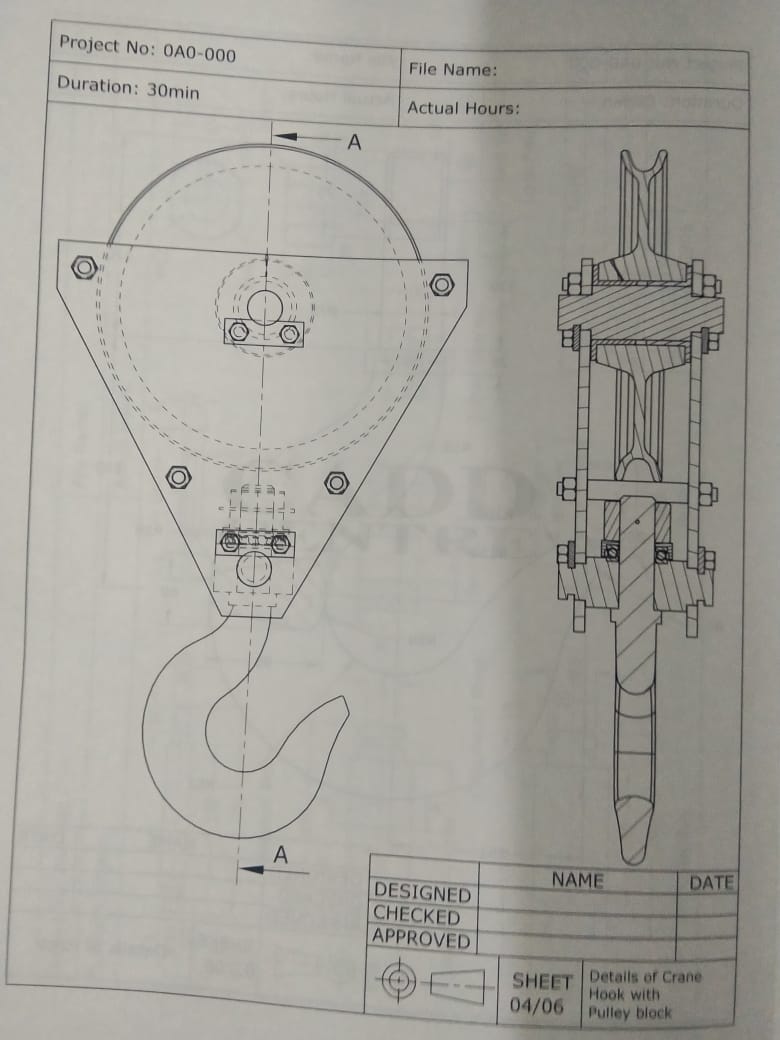 Project No: 0A0-000
File Name:
Duration: 30min
Actual Hours:
A
A
NAME
DATE
DESIGNED
CHECKED
APPROVED
SHEET
04/06
Details of Crane
Hook with
Pulley block